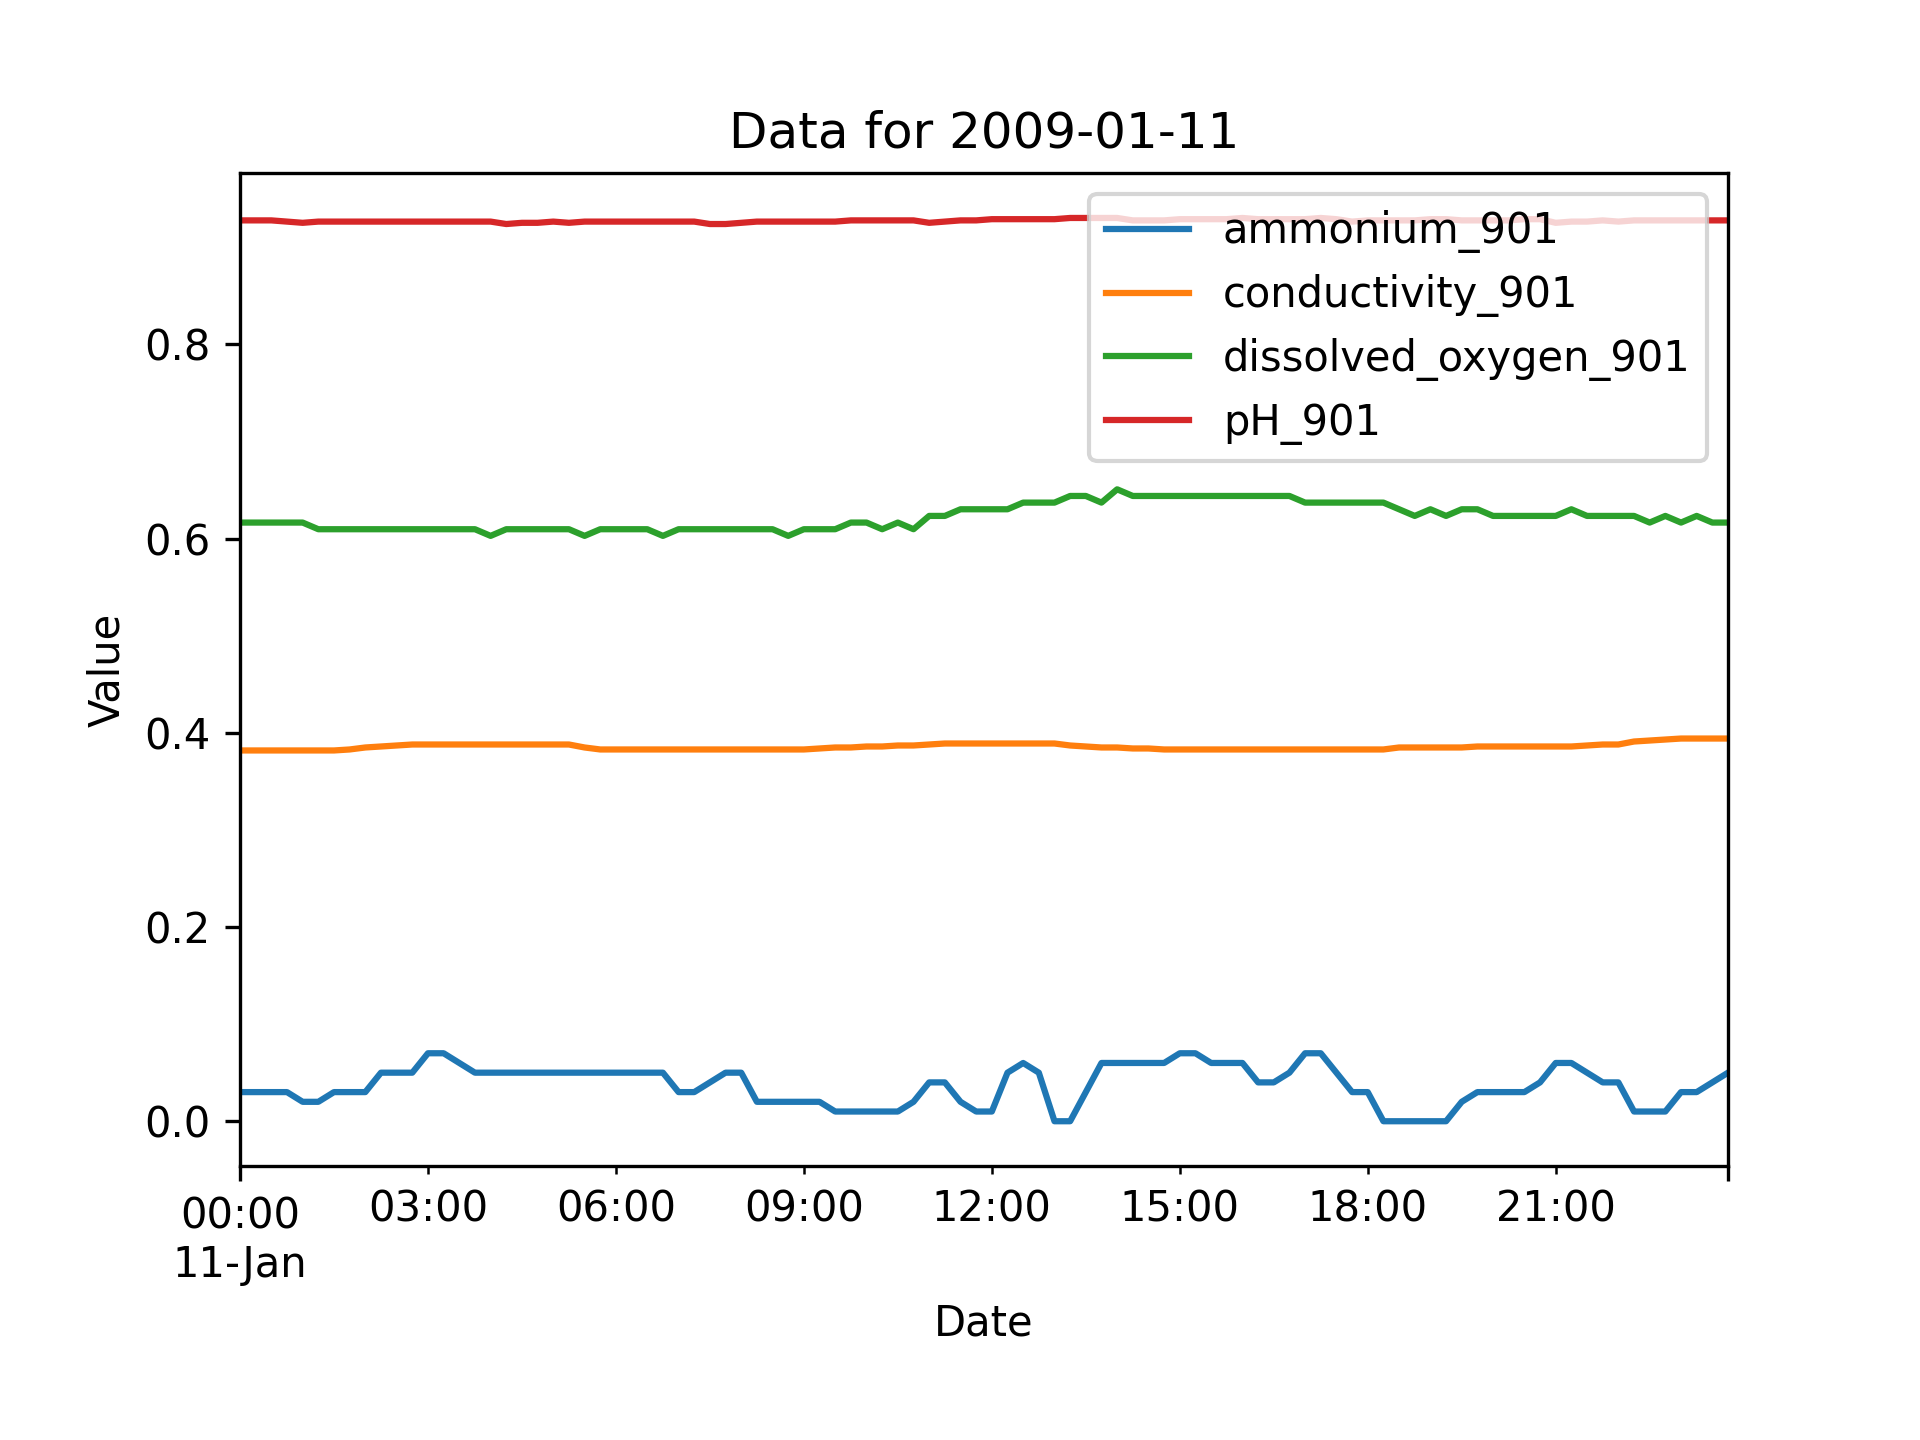 Data for 2009-01-11
ammonium_901
conductivity_901
dissolved_oxygen_901
pH_901
Value
0.8
0.6
0.4
0.2
0.0
00:00 03:00 06:00 09:00 12:00 15:00 18:00 21:00
11-Jan
Date